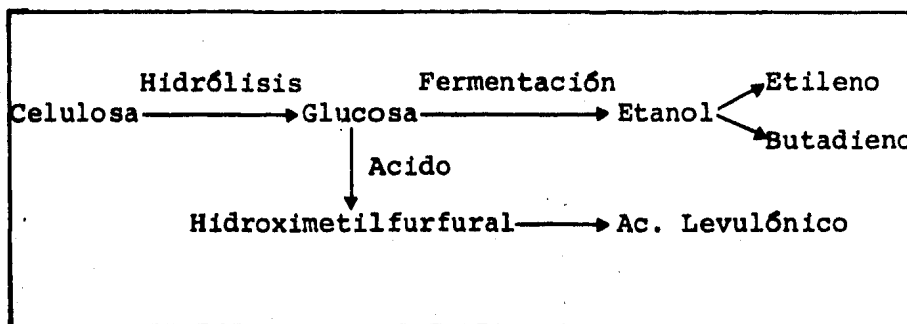 Hidrólisis Fermentación Etileno
Celulosa Glucosa Etanol
Butadieno
Acido
Hidroximetilfurfural Ac. Levulónico